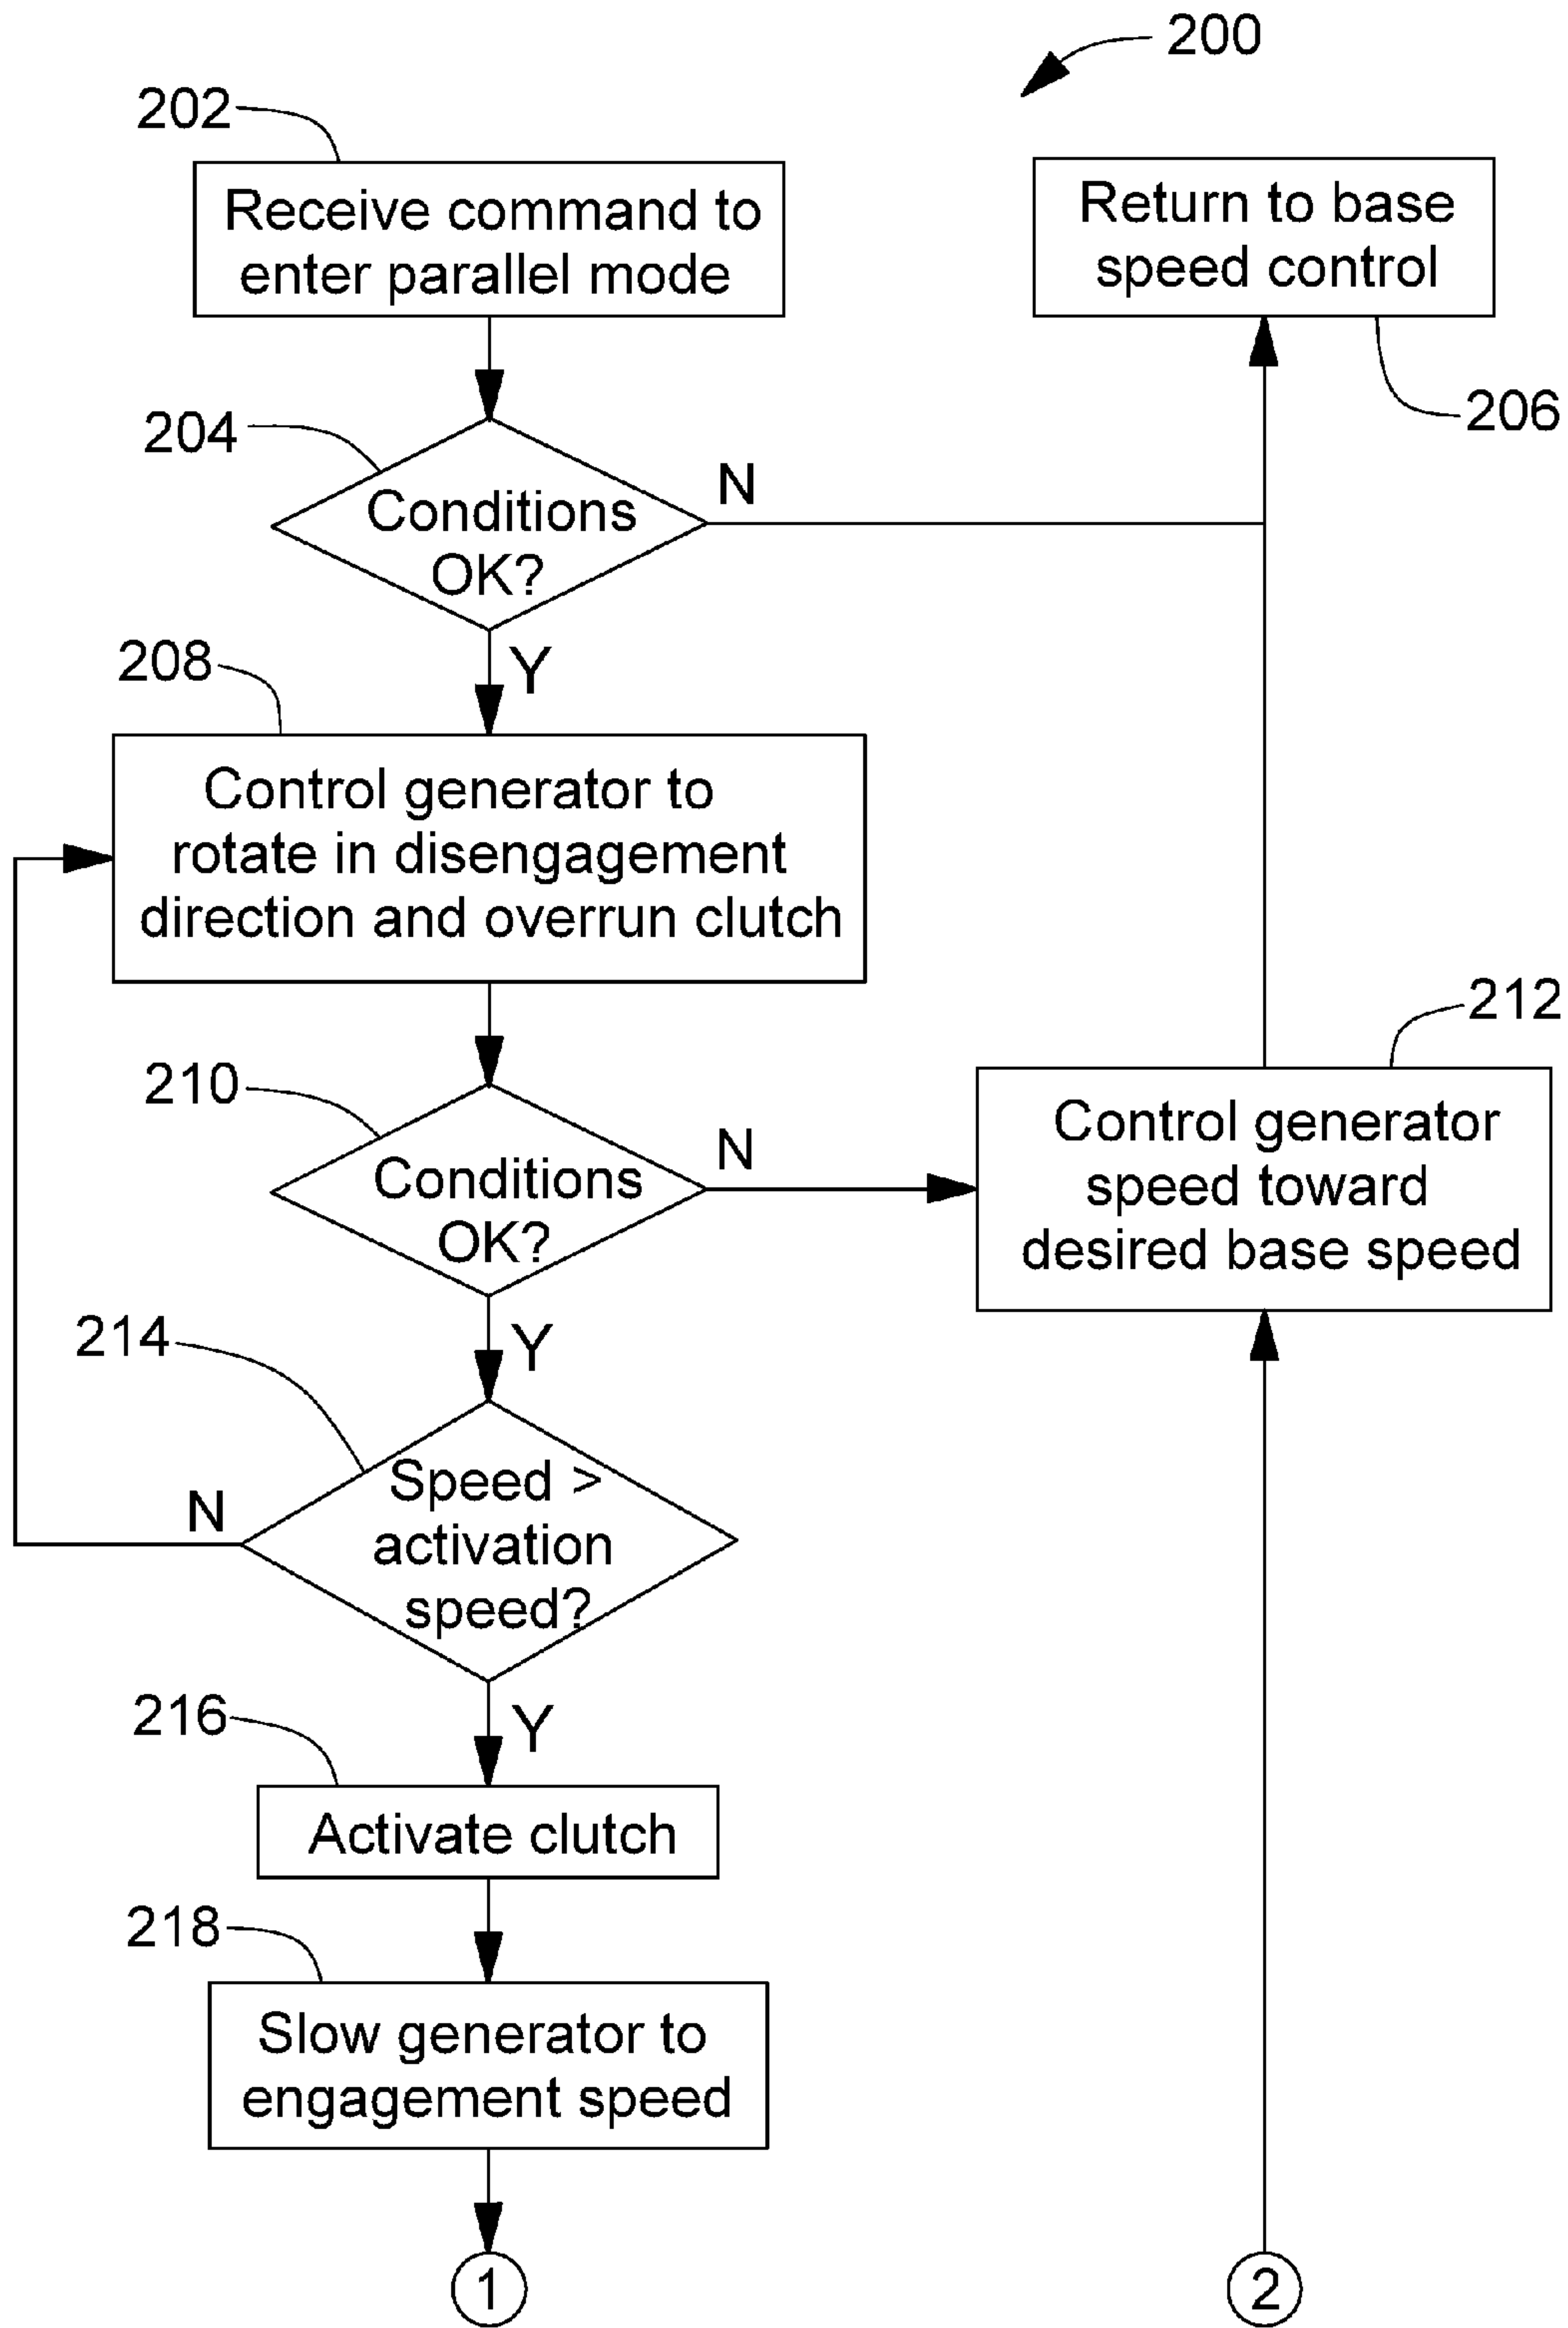 200
202
Receive command to
enter parallel mode
Return to base
speed control
206
204
Conditions
OK?
N
Y
208
Control generator to
rotate in disengagement
direction and overrun clutch
210
Conditions
OK?
N
212
Control generator
speed toward
desired base speed
Y
214
Speed >
activation
speed?
N
Y
216
Activate clutch
218
Slow generator to
engagement speed
1
2